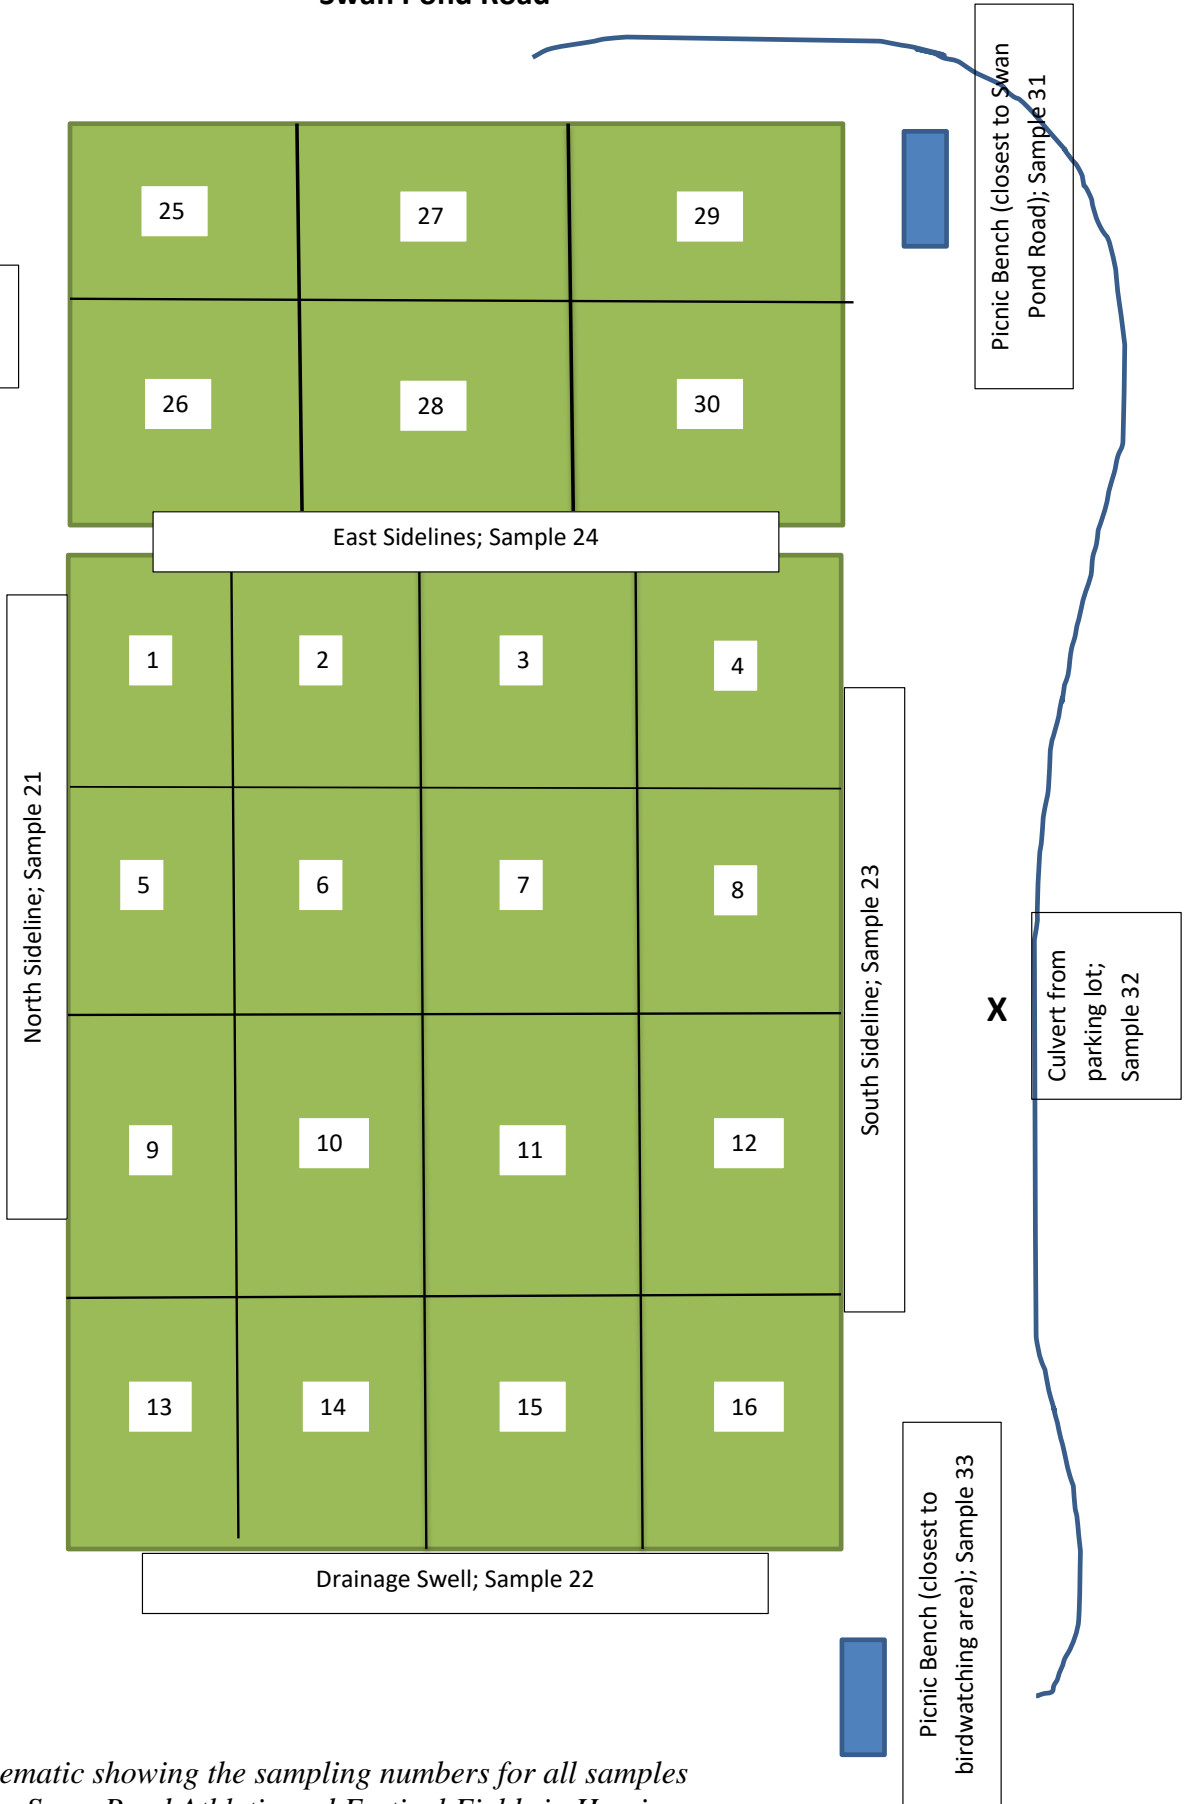 Swan Pond Road
Picnic Bench (closest to Swan
Pond Road); Sample 31
25
27
29
26
28
30
East Sidelines; Sample 24
North Sideline; Sample 21
1
2
3
4
5
6
7
8
South Sideline; Sample 23
X
Culvert from
parking lot;
Sample 32
9
10
11
12
13
14
15
16
Drainage Swell; Sample 22
Picnic Bench (closest to
birdwatching area); Sample 33
ematic showing the sampling numbers for all samples